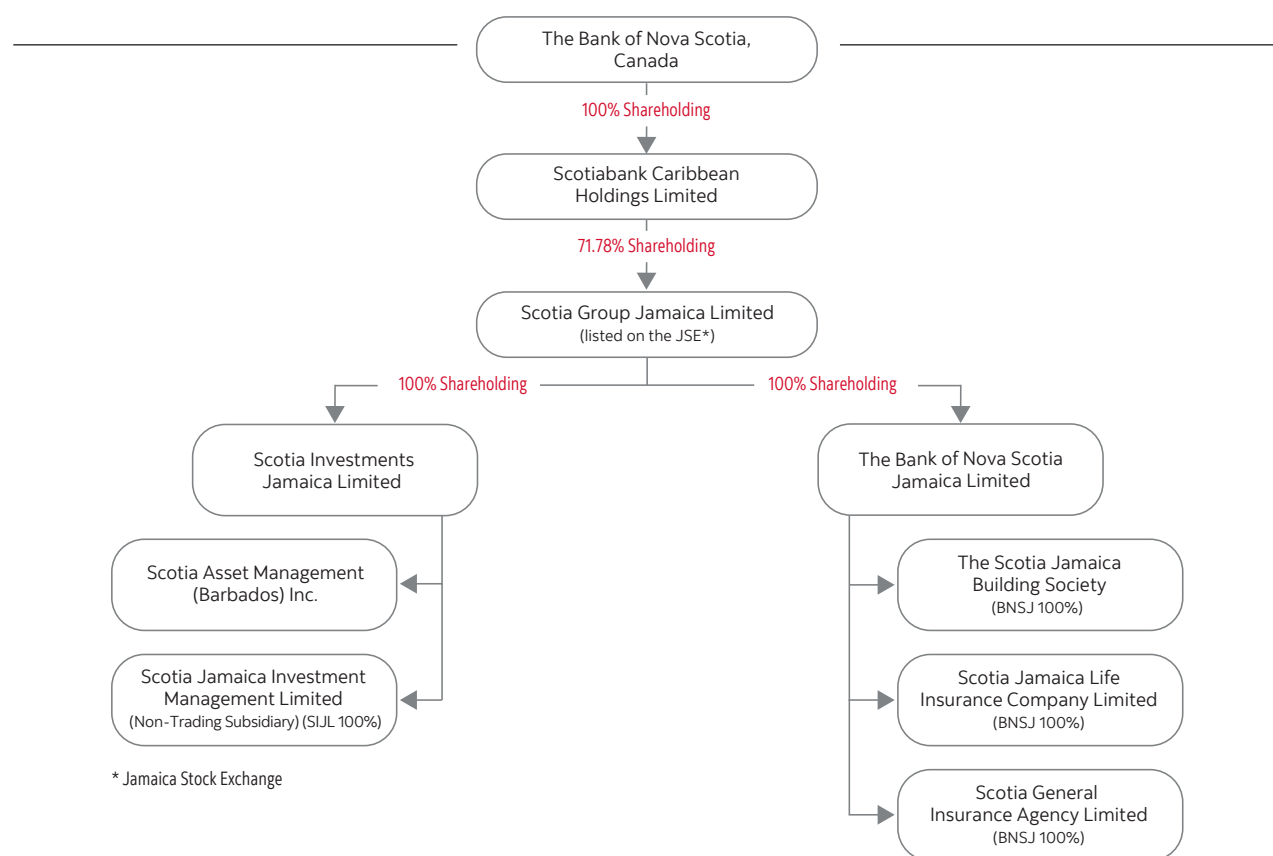 The Bank of Nova Scotia,
Canada
100% Shareholding
Scotiabank Caribbean
Holdings Limited
71.78% Shareholding
Scotia Group Jamaica Limited
(listed on the JSE*)
100% Shareholding
100% Shareholding
Scotia Investments
Jamaica Limited
The Bank of Nova Scotia
Jamaica Limited
Scotia Asset Management
(Barbados) Inc.
Scotia Jamaica Investment
Management Limited
(Non-Trading Subsidiary) (SIJL 100%)
The Scotia Jamaica
Building Society
(BNSJ 100%)
Scotia Jamaica Life
Insurance Company Limited
(BNSJ 100%)
Scotia General
Insurance Agency Limited
(BNSJ 100%)
* Jamaica Stock Exchange